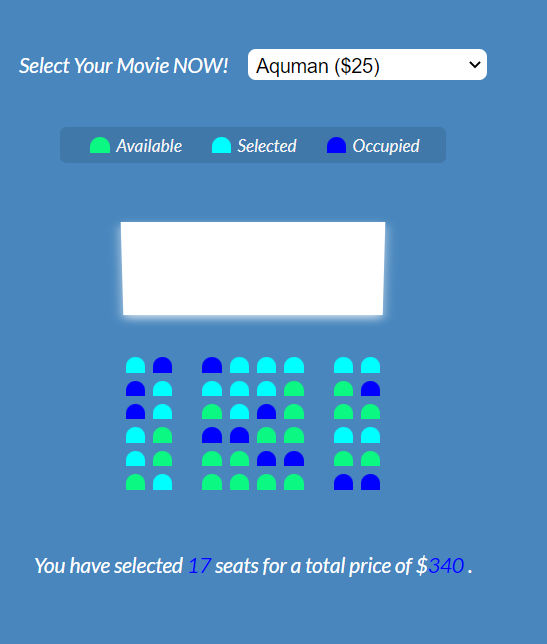 Select Your Movie NOW! Aquman ($25)
Available Selected Occupied
You have selected 17 seats for a total price of $340 .